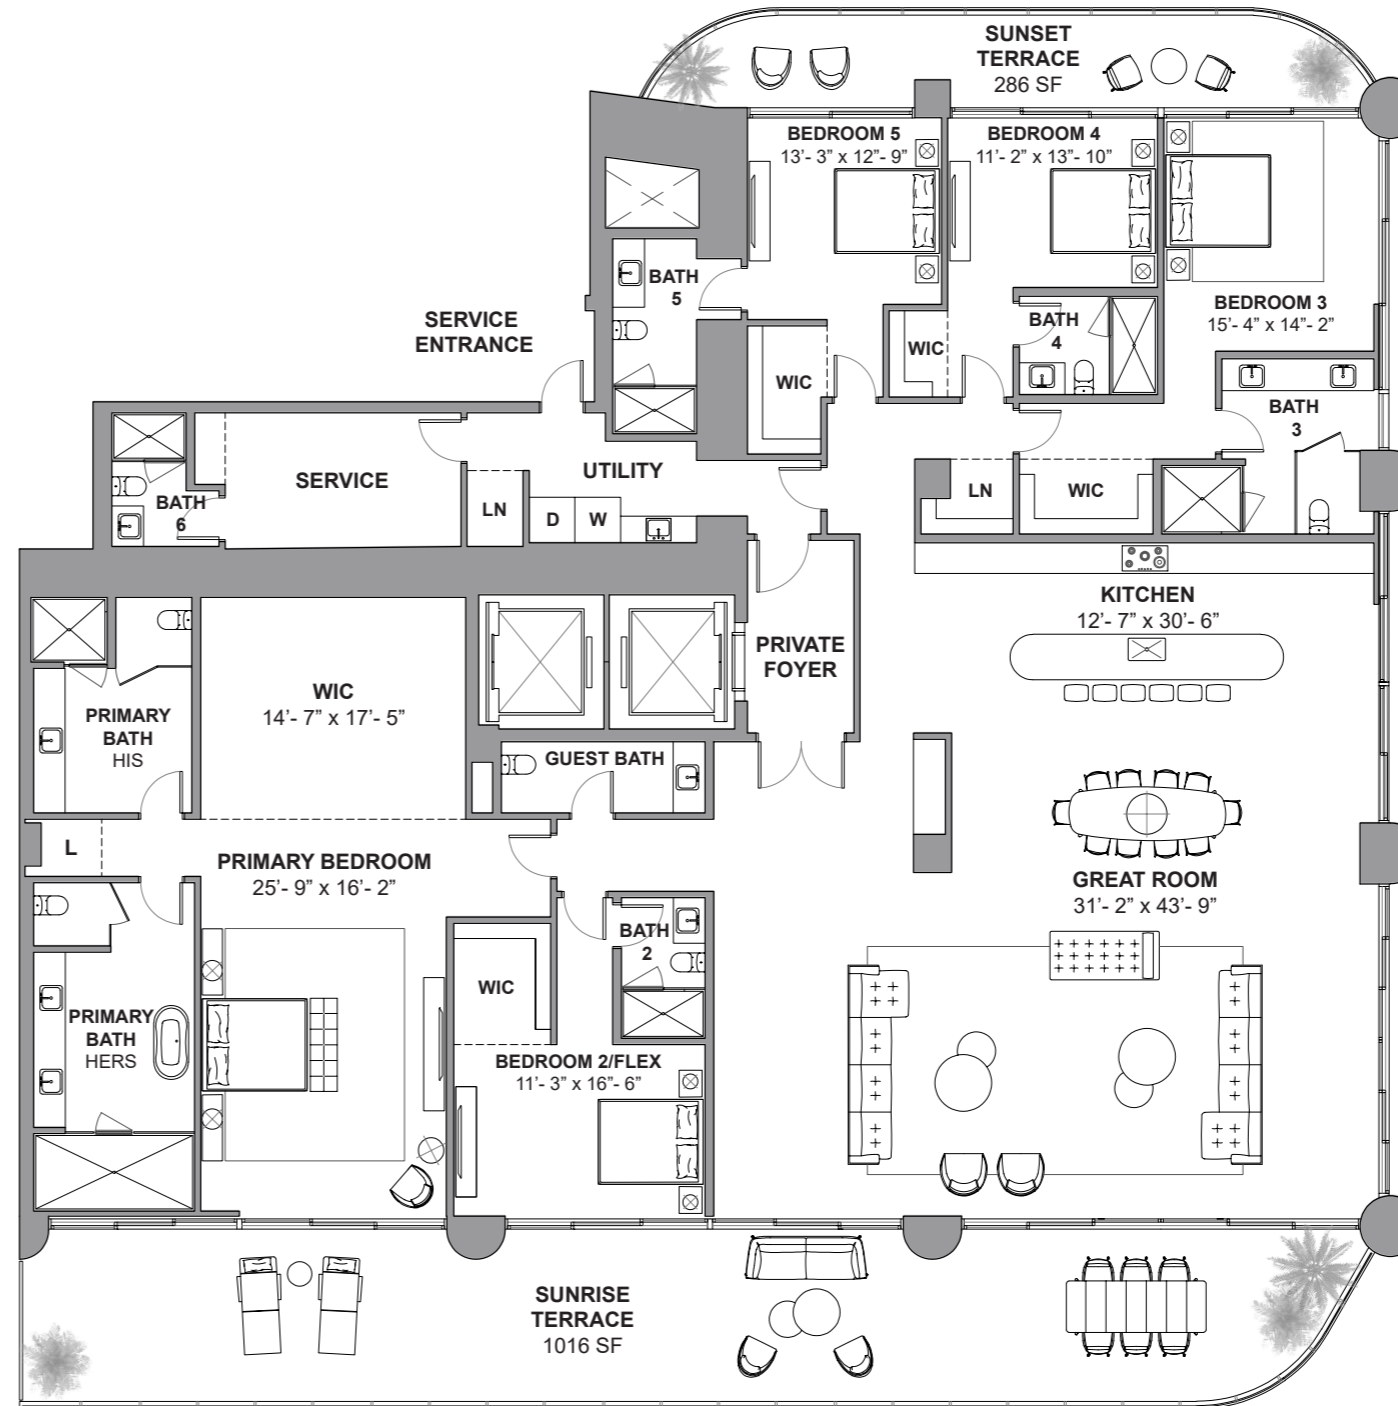 SUNSET
TERRACE
286 SF
BEDROOM 5
13’- 3” x 12”- 9”
BEDROOM 4
11’- 2” x 13”- 10”
BATH
5
BEDROOM 3
15’- 4” x 14”- 2”
SERVICE
ENTRANCE
BATH
4
WIC
WIC
BATH
3
SERVICE
UTILITY
LN
WIC
BATH
6
LN
D
W
KITCHEN
12’- 7” x 30’- 6”
PRIVATE
FOYER
WIC
14’- 7” x 17’- 5”
PRIMARY
BATH
HIS
GUEST BATH
L
PRIMARY BEDROOM
25’- 9” x 16’- 2”
GREAT ROOM
31’- 2” x 43’- 9”
BATH
2
WIC
PRIMARY
BATH
HERS
BEDROOM 2/FLEX
11’- 3” x 16”- 6”
SUNRISE
TERRACE
1016 SF